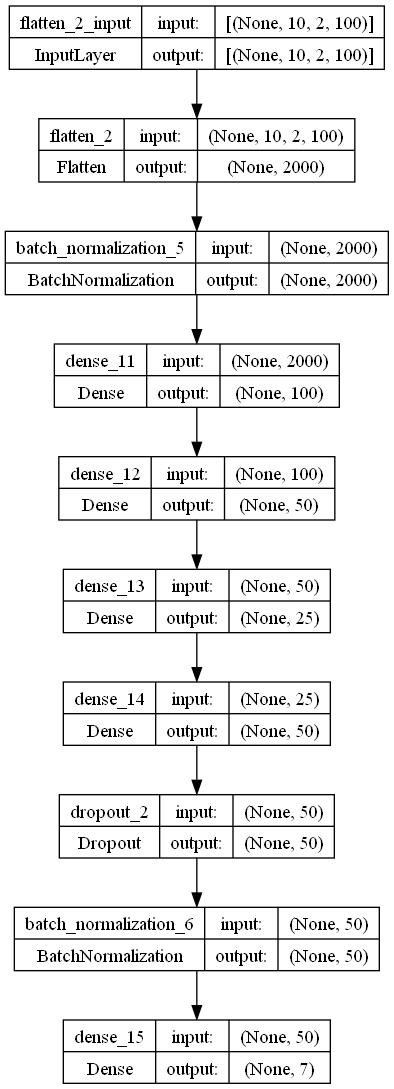 flatten_2_input input: [(None, 10, 2, 100)]
InputLayer output: [(None, 10, 2, 100)]
flatten_2 input: (None, 10, 2, 100)
Flatten output: (None, 2000)
batch_normalization_5 input: (None, 2000)
BatchNormalization output: (None, 2000)
dense_11 input: (None, 2000)
Dense output: (None, 100)
dense_12 input: (None, 100)
Dense output: (None, 50)
dense_13 input: (None, 50)
Dense output: (None, 25)
dense_14 input: (None, 25)
Dense output: (None, 50)
dropout_2 input: (None, 50)
Dropout output: (None, 50)
batch_normalization_6 input: (None, 50)
BatchNormalization output: (None, 50)
dense_15 input: (None, 50)
Dense output: (None, 7)